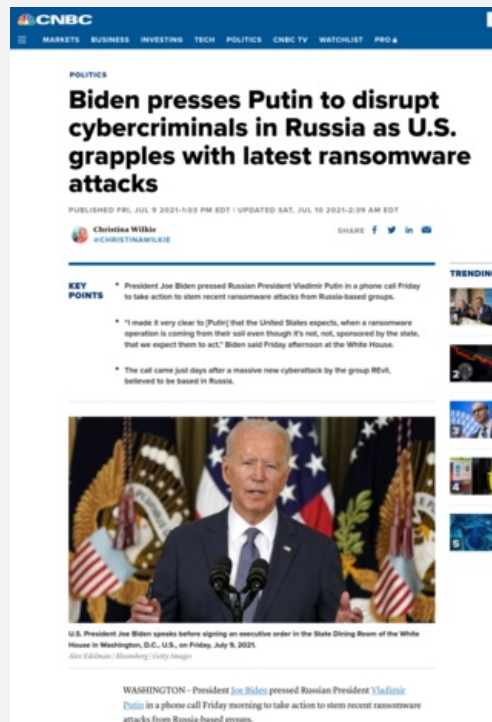 CNBC
MARKETS BUSINESS INVESTING TECH POLITICS CNBC TV WATCHLIST PRO
POLITICS
Biden presses Putin to disrupt
cybercriminals in Russia as U.S.
grapples with latest ransomware
attacks
PUBLISHED FRI, JUL 9 2021-1:03 PM EDT | UPDATED SAT, JUL 10 2021-2:39 AM EDT
Christina Wilkie
@CHRISTINAWILKIE
SHARE
TRENDING
KEY
POINTS
President Joe Biden pressed Russian President Vladimir Putin in a phone call Friday
to take action to stem recent ransomware attacks from Russia-based groups.
"I made it very clear to [Putin] that the United States expects, when a ransomware
operation is coming from their soil even though it's not, not, sponsored by the state,
that we expect them to act," Biden said Friday afternoon at the White House.
The call came just days after a massive new cyberattack by the group REvil,
believed to be based in Russia.
2
3
4
5
U.S. President Joe Biden speaks before signing an executive order in the State Dining Room of the White
House in Washington, D.C., U.S., on Friday, July 9, 2021.
Alex Edelman | Bloomberg | Getty Images
WASHINGTON - President Joe Biden pressed Russian President Vladimir
Putin in a phone call Friday morning to take action to stem recent ransomware
attacks from Russia-based groups.